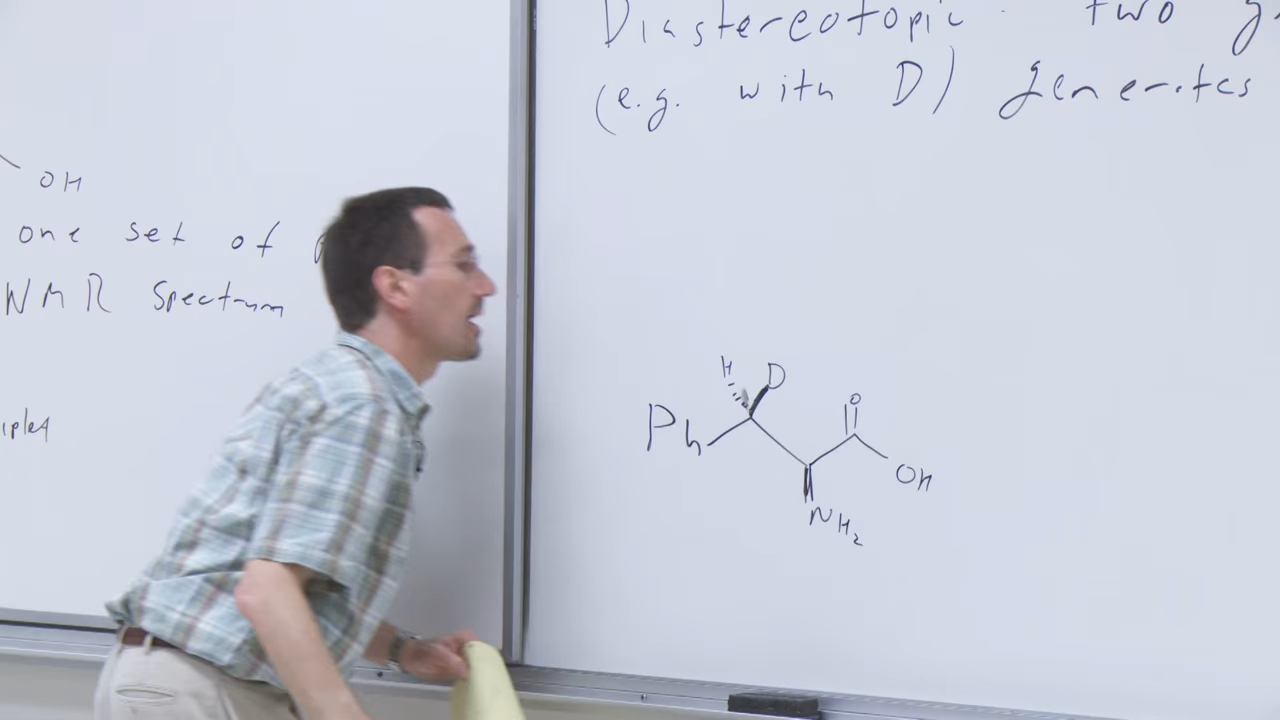 OH
one set of
NMR Spectrum
Diastereotopic. two
(e.g. with D) generates
H D
O
Ph
OH
NH2